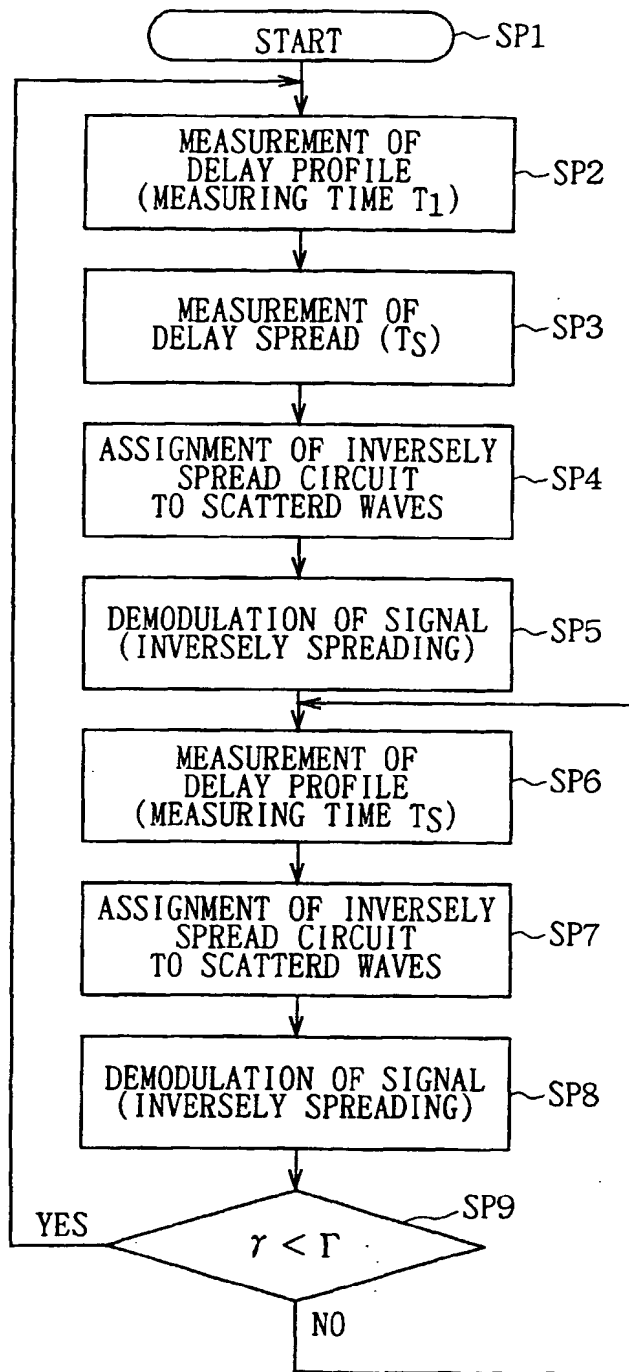 START
SP1
MEASUREMENT OF
DELAY PROFILE
(MEASURING TIME T1)
SP2
MEASUREMENT OF
DELAY SPREAD (TS)
SP3
ASSIGNMENT OF INVERSELY
SPREAD CIRCUIT
TO SCATTERD WAVES
SP4
DEMODULATION OF SIGNAL
(INVERSELY SPREADING)
SP5
MEASUREMENT OF
DELAY PROFILE
(MEASURING TIME TS)
SP6
ASSIGNMENT OF INVERSELY
SPREAD CIRCUIT
TO SCATTERD WAVES
SP7
DEMODULATION OF SIGNAL
(INVERSELY SPREADING)
SP8
SP9
YES
γ < Γ
NO